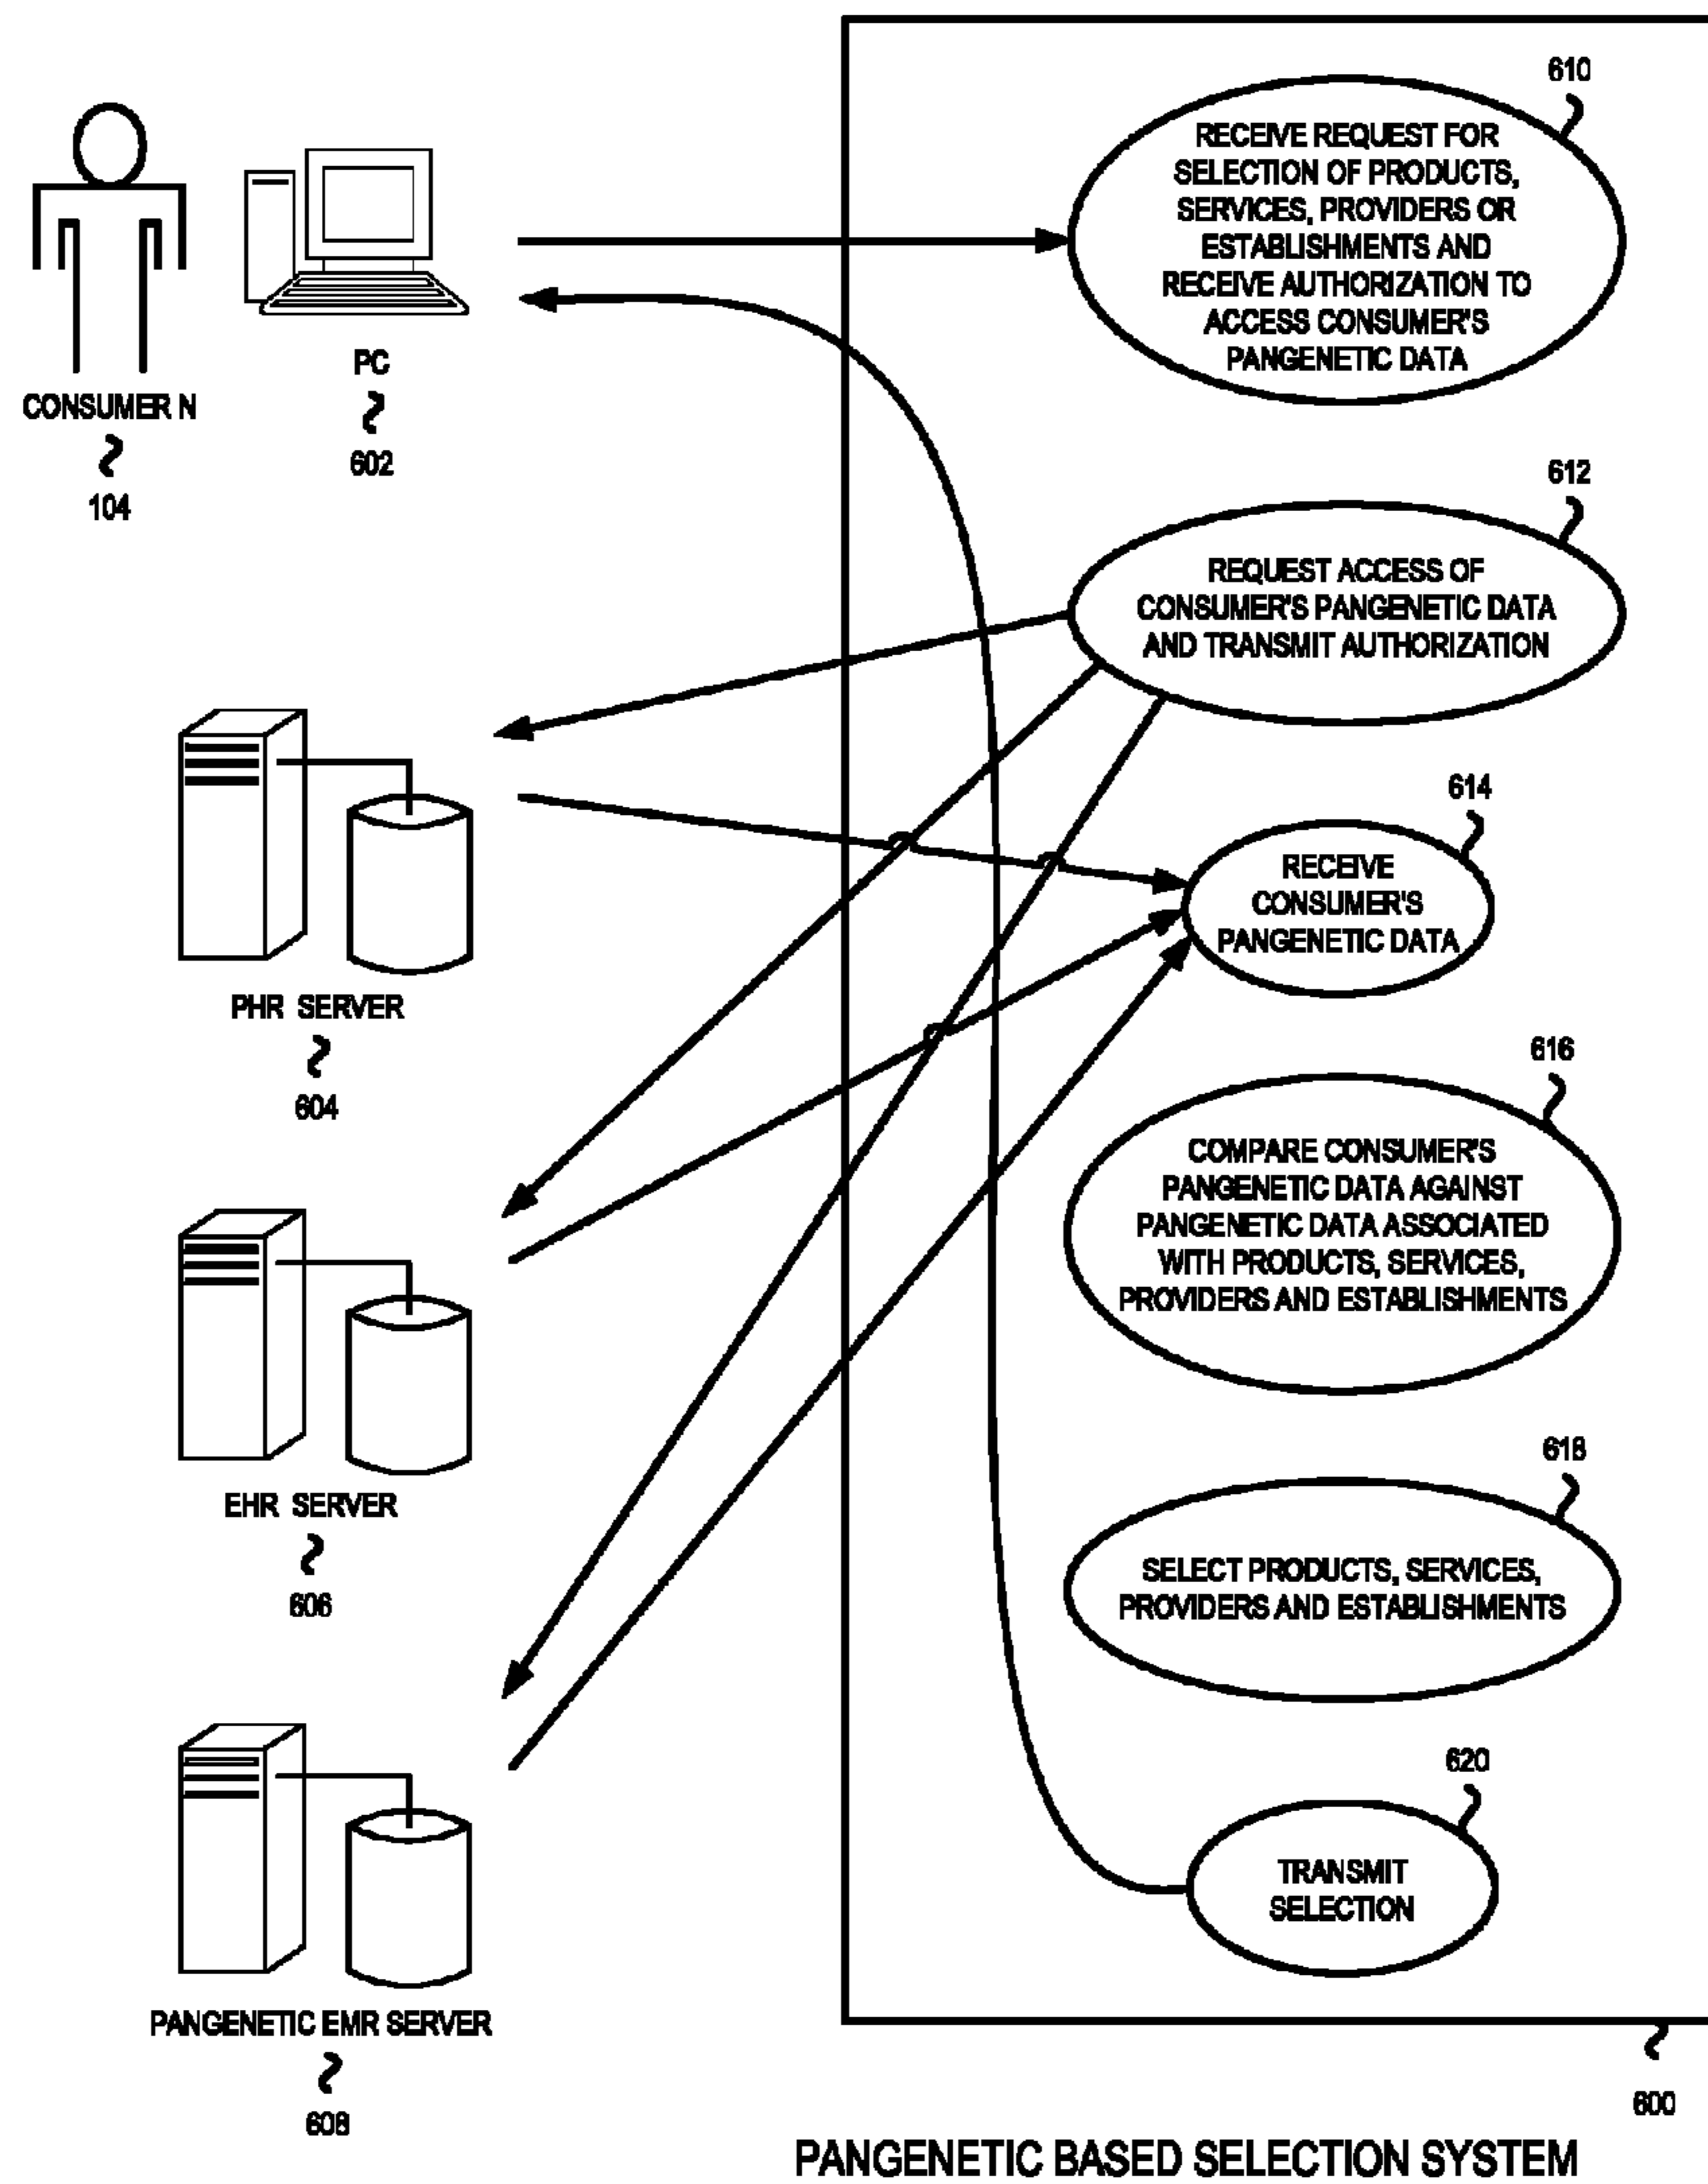 610
RECEIVE REQUEST FOR
SELECTION OF PRODUCTS,
SERVICES, PROVIDERS OR
ESTABLISHMENTS AND
RECEIVE AUTHORIZATION TO
ACCESS CONSUMER'S
PANGENETIC DATA
PC
602
CONSUMER N
104
612
REQUEST ACCESS OF
CONSUMER'S PANGENETIC DATA
AND TRANSMIT AUTHORIZATION
614
RECEIVE
CONSUMER'S
PANGENETIC DATA
PHR SERVER
604
616
COMPARE CONSUMER'S
PANGENETIC DATA AGAINST
PANGENETIC DATA ASSOCIATED
WITH PRODUCTS, SERVICES,
PROVIDERS AND ESTABLISHMENTS
EHR SERVER
606
618
SELECT PRODUCTS, SERVICES,
PROVIDERS AND ESTABLISHMENTS
620
TRANSMIT
SELECTION
PANGENETIC EMR SERVER
608
600
PANGENETIC BASED SELECTION SYSTEM